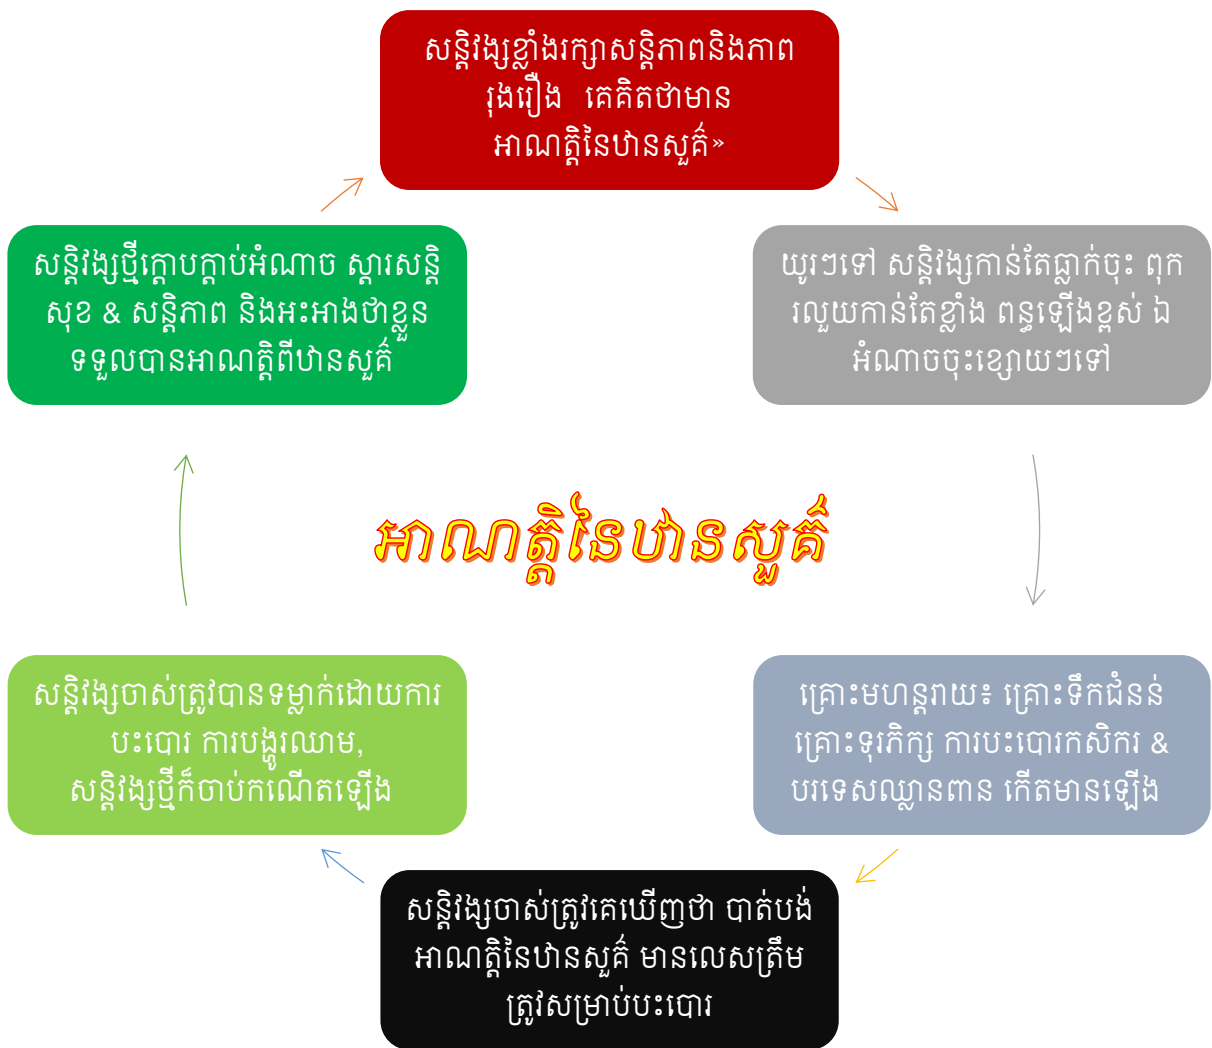 សន្តិវង្សខ្លាំងរក្សាសន្តិភាពនិងភាព
រុងរឿង គេគិតថាមាន
អាណត្តិនៃឋានសួគ៌»
យូរៗទៅ សន្តិវង្សកាន់តែធ្លាក់ចុះ ពុក
រលួយកាន់តែខ្លាំង ពន្ធឡើងខ្ពស់ ឯ
អំណាចចុះខ្សោយៗទៅ
គ្រោះមហន្តរាយ៖ គ្រោះទឹកជំនន់
គ្រោះទុរភិក្ស ការបះបោរកសិករ &
បរទេសឈ្លានពាន កើតមានឡើង
សន្តិវង្សចាស់ត្រូវគេឃើញថា បាត់បង់
អាណត្តិនៃឋានសួគ៌ មានលេសត្រឹម
ត្រូវសម្រាប់បះបោរ
សន្តិវង្សចាស់ត្រូវបានទម្លាក់ដោយការ
បះបោរ ការបង្ហូរឈាម,
សន្តិវង្សថ្មីក៏ចាប់កណើតឡើង
សន្តិវង្សថ្មីក្តោបក្តាប់អំណាច ស្តារសន្តិ
សុខ & សន្តិភាព និងអះអាងថាខ្លួន
ទទួលបានអាណត្តិពីឋានសួគ៌
អាណត្តិនៃឋានសួគ៌